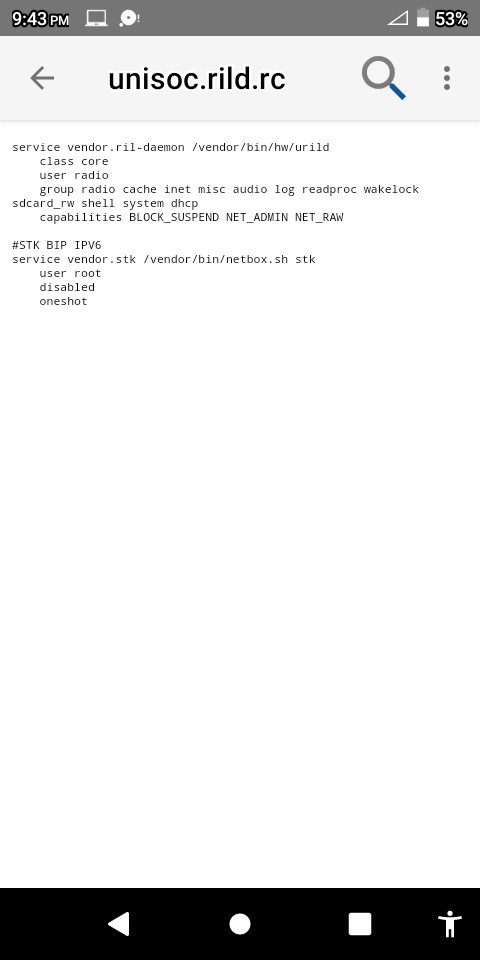 9:43 PM
53%
unisoc.rild.rc
service vendor.ril-daemon /vendor/bin/hw/urild
    class core
    user radio
    group radio cache inet misc audio log readproc wakelock
sdcard_rw shell system dhcp
    capabilities BLOCK_SUSPEND NET_ADMIN NET_RAW

#STK BIP IPV6
service vendor.stk /vendor/bin/netbox.sh stk
    user root
    disabled
    oneshot